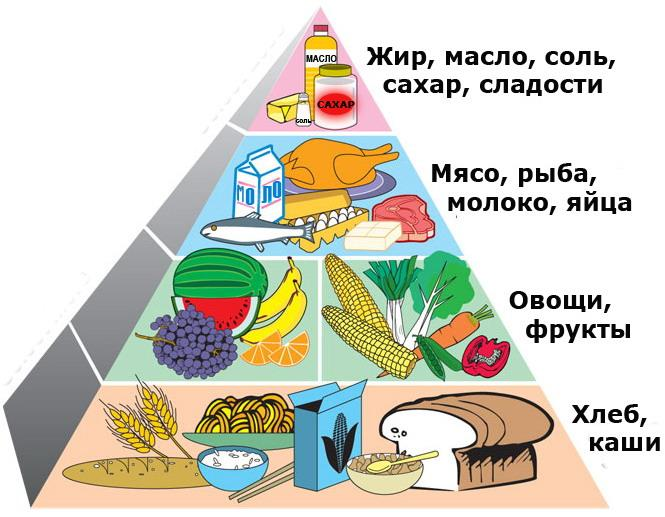 МАСЛО
САХАР
соль
Жир, масло, соль,
сахар, сладости
МО ЛО
Мясо, рыба,
молоко, яйца
Овощи,
фрукты
Хлеб,
каши